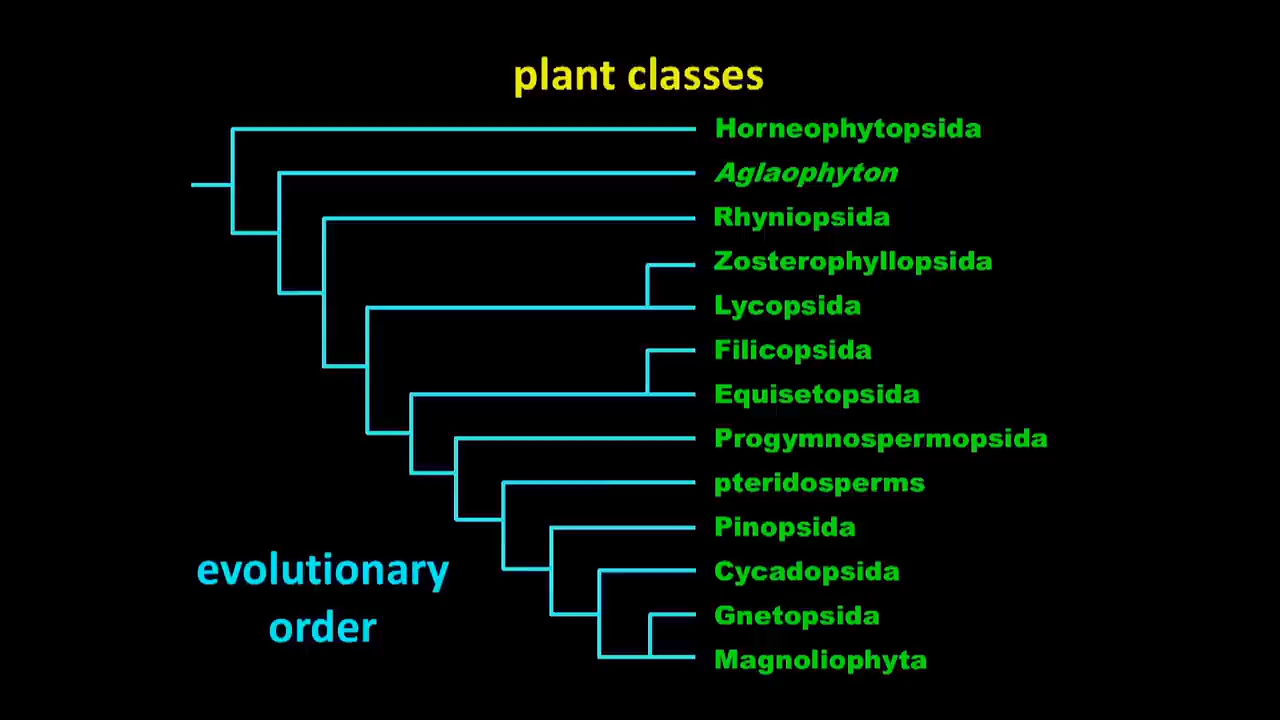 plant classes
Horneophytopsida
Aglaophyton
Rhyniopsida
Zosterophyllopsida
Lycopsida
Filicopsida
Equisetopsida
Progymnospermopsida
pteridosperms
Pinopsida
Cycadopsida
Gnetopsida
Magnoliophyta
evolutionary
order